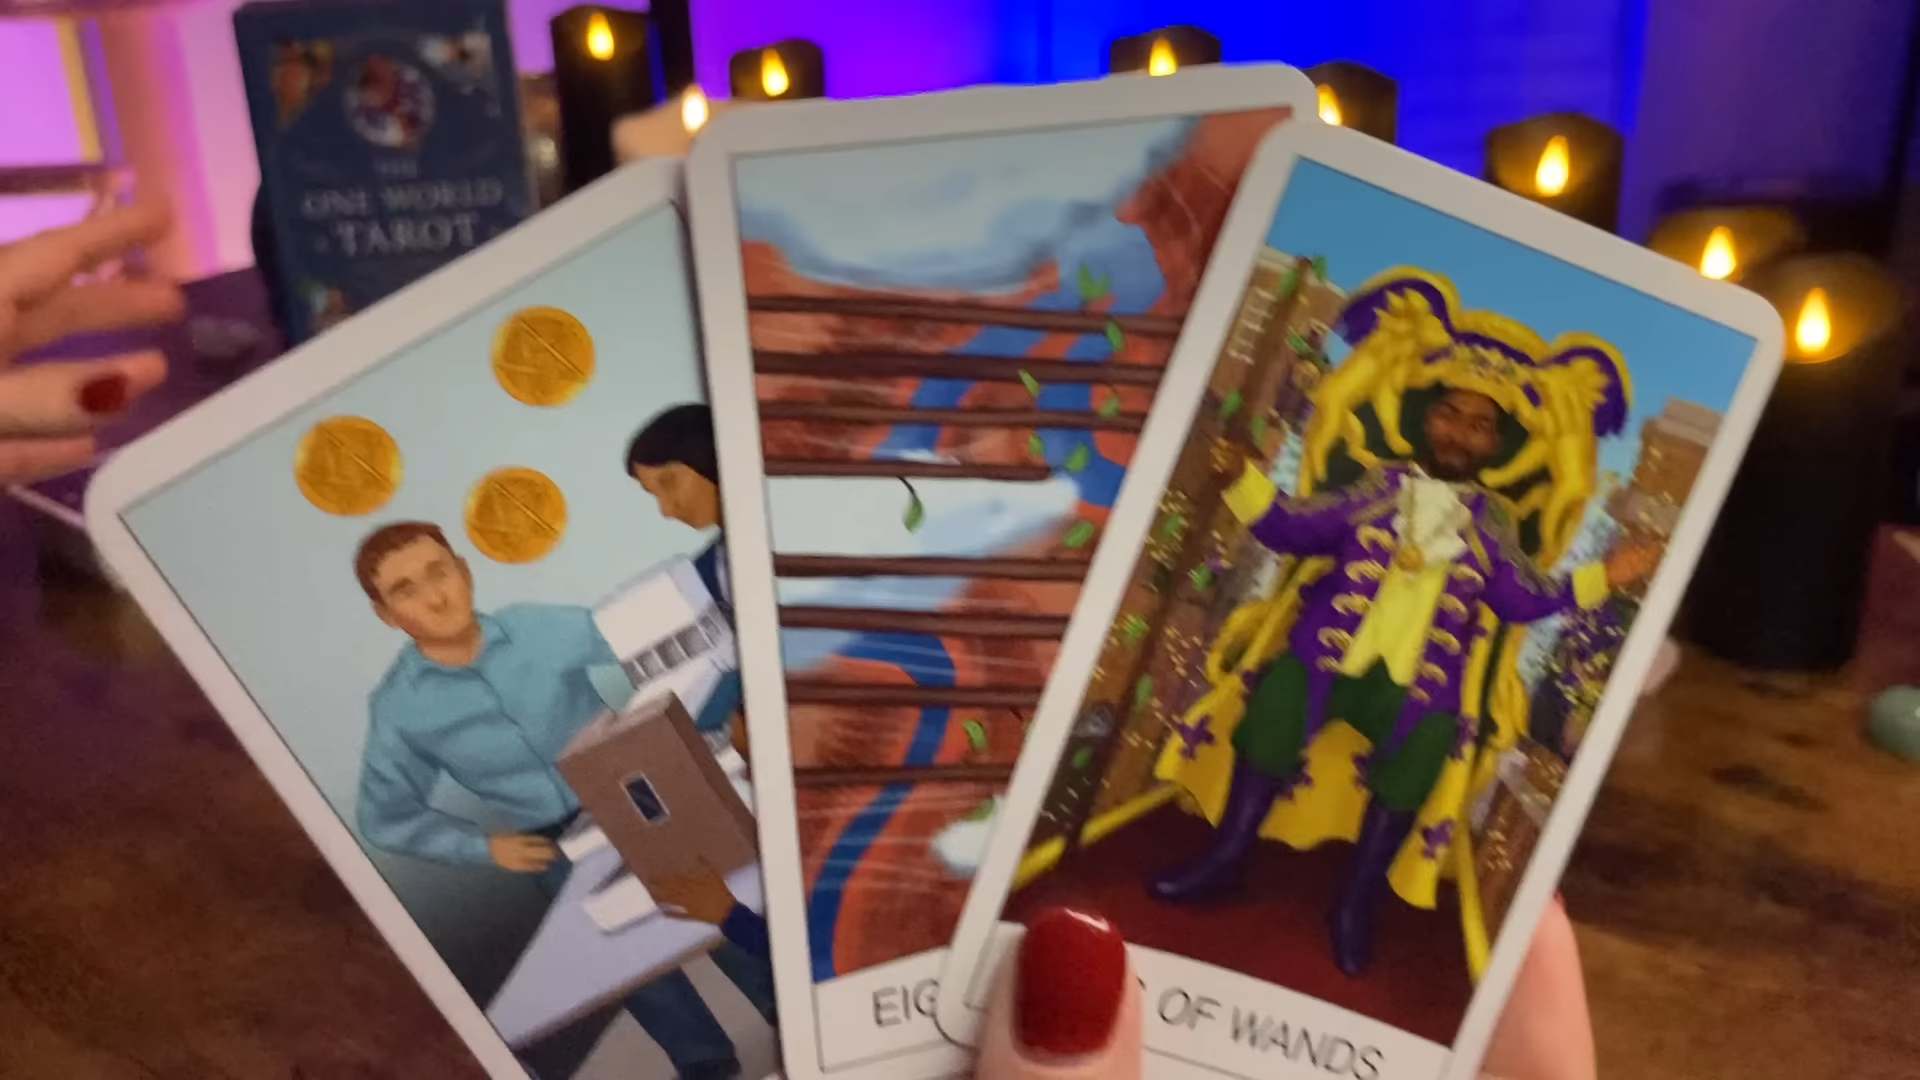 THE
ONE WORLD
TAROT
EIG
OF WANDS